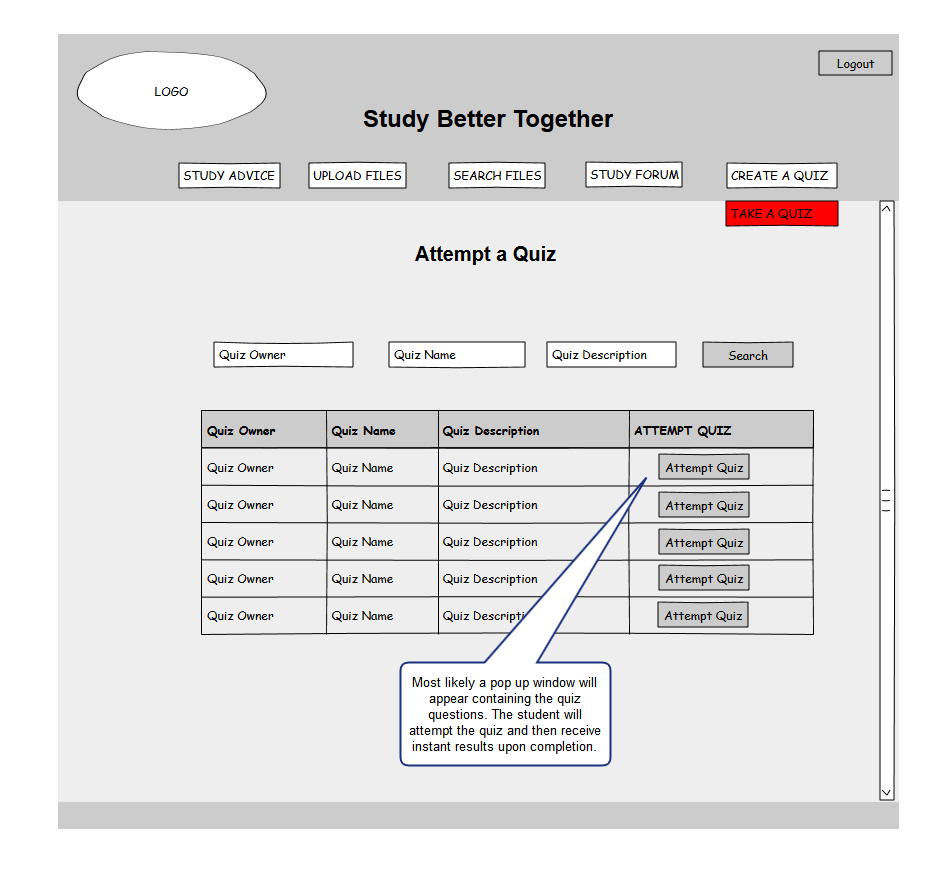 Logout
LOGO
Study Better Together
STUDY ADVICE UPLOAD FILES SEARCH FILES STUDY FORUM CREATE A QUIZ
TAKE A QUIZ
Attempt a Quiz
Quiz Owner Quiz Name Quiz Description Search
Quiz Owner Quiz Name Quiz Description ATTEMPT QUIZ
Quiz Owner Quiz Name Quiz Description Attempt Quiz
Quiz Owner Quiz Name Quiz Description Attempt Quiz
Quiz Owner Quiz Name Quiz Description Attempt Quiz
Quiz Owner Quiz Name Quiz Description Attempt Quiz
Quiz Owner Quiz Name Quiz Description Attempt Quiz
Most likely a pop up window will
appear containing the quiz
questions. The student will
attempt the quiz and then receive
instant results upon completion.